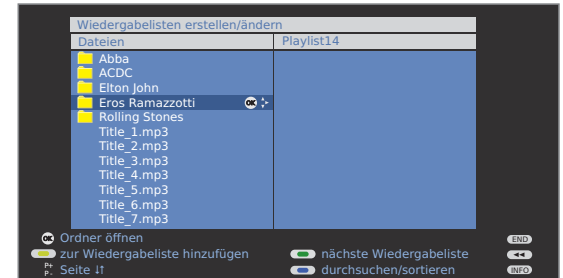 Wiedergabelisten erstellen/ändern
Dateien Playlist14
Abba
ACDC
Elton John
Eros Ramazzotti OK
Rolling Stones
Title_1.mp3
Title_2.mp3
Title_3.mp3
Title_4.mp3
Title_5.mp3
Title_6.mp3
Title_7.mp3
OK Ordner öffnen END
zur Wiedergabeliste hinzufügen nächste Wiedergabeliste
P+ P- Seite ↓↑ durchsuchen/sortieren INFO